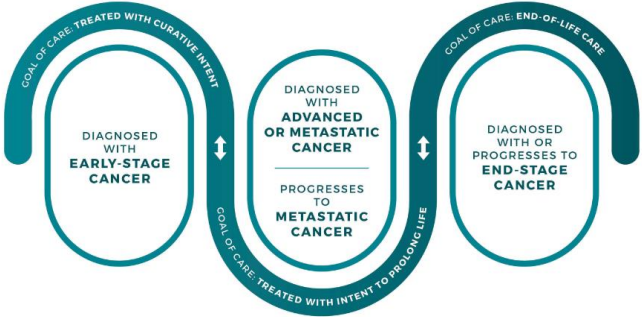 GOAL OF CARE: TREATED WITH CURATIVE INTENT
DIAGNOSED
WITH
EARLY-STAGE
CANCER
DIAGNOSED
WITH
ADVANCED
OR METASTATIC
CANCER
PROGRESSES
TO
METASTATIC
CANCER
GOAL OF CARE: TREATED WITH INTENT TO PROLONG LIFE
GOAL OF CARE: END-OF-LIFE CARE
DIAGNOSED
WITH OR
PROGRESSES TO
END-STAGE
CANCER